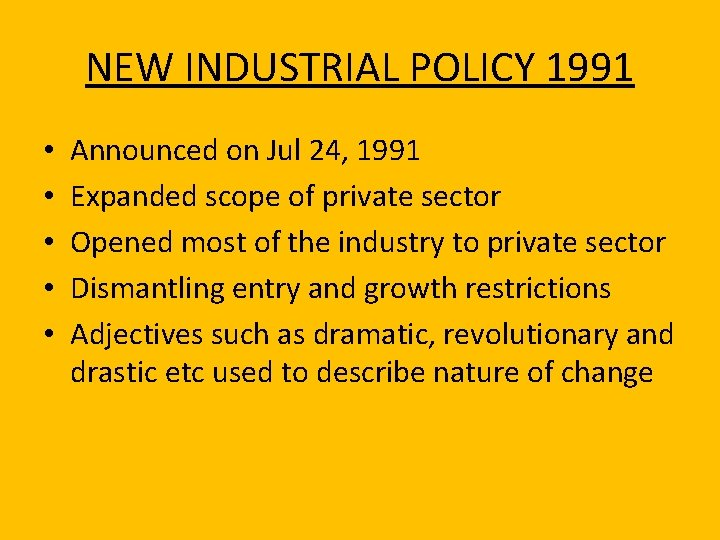 NEW INDUSTRIAL POLICY 1991
• Announced on Jul 24, 1991
• Expanded scope of private sector
• Opened most of the industry to private sector
• Dismantling entry and growth restrictions
• Adjectives such as dramatic, revolutionary and
drastic etc used to describe nature of change